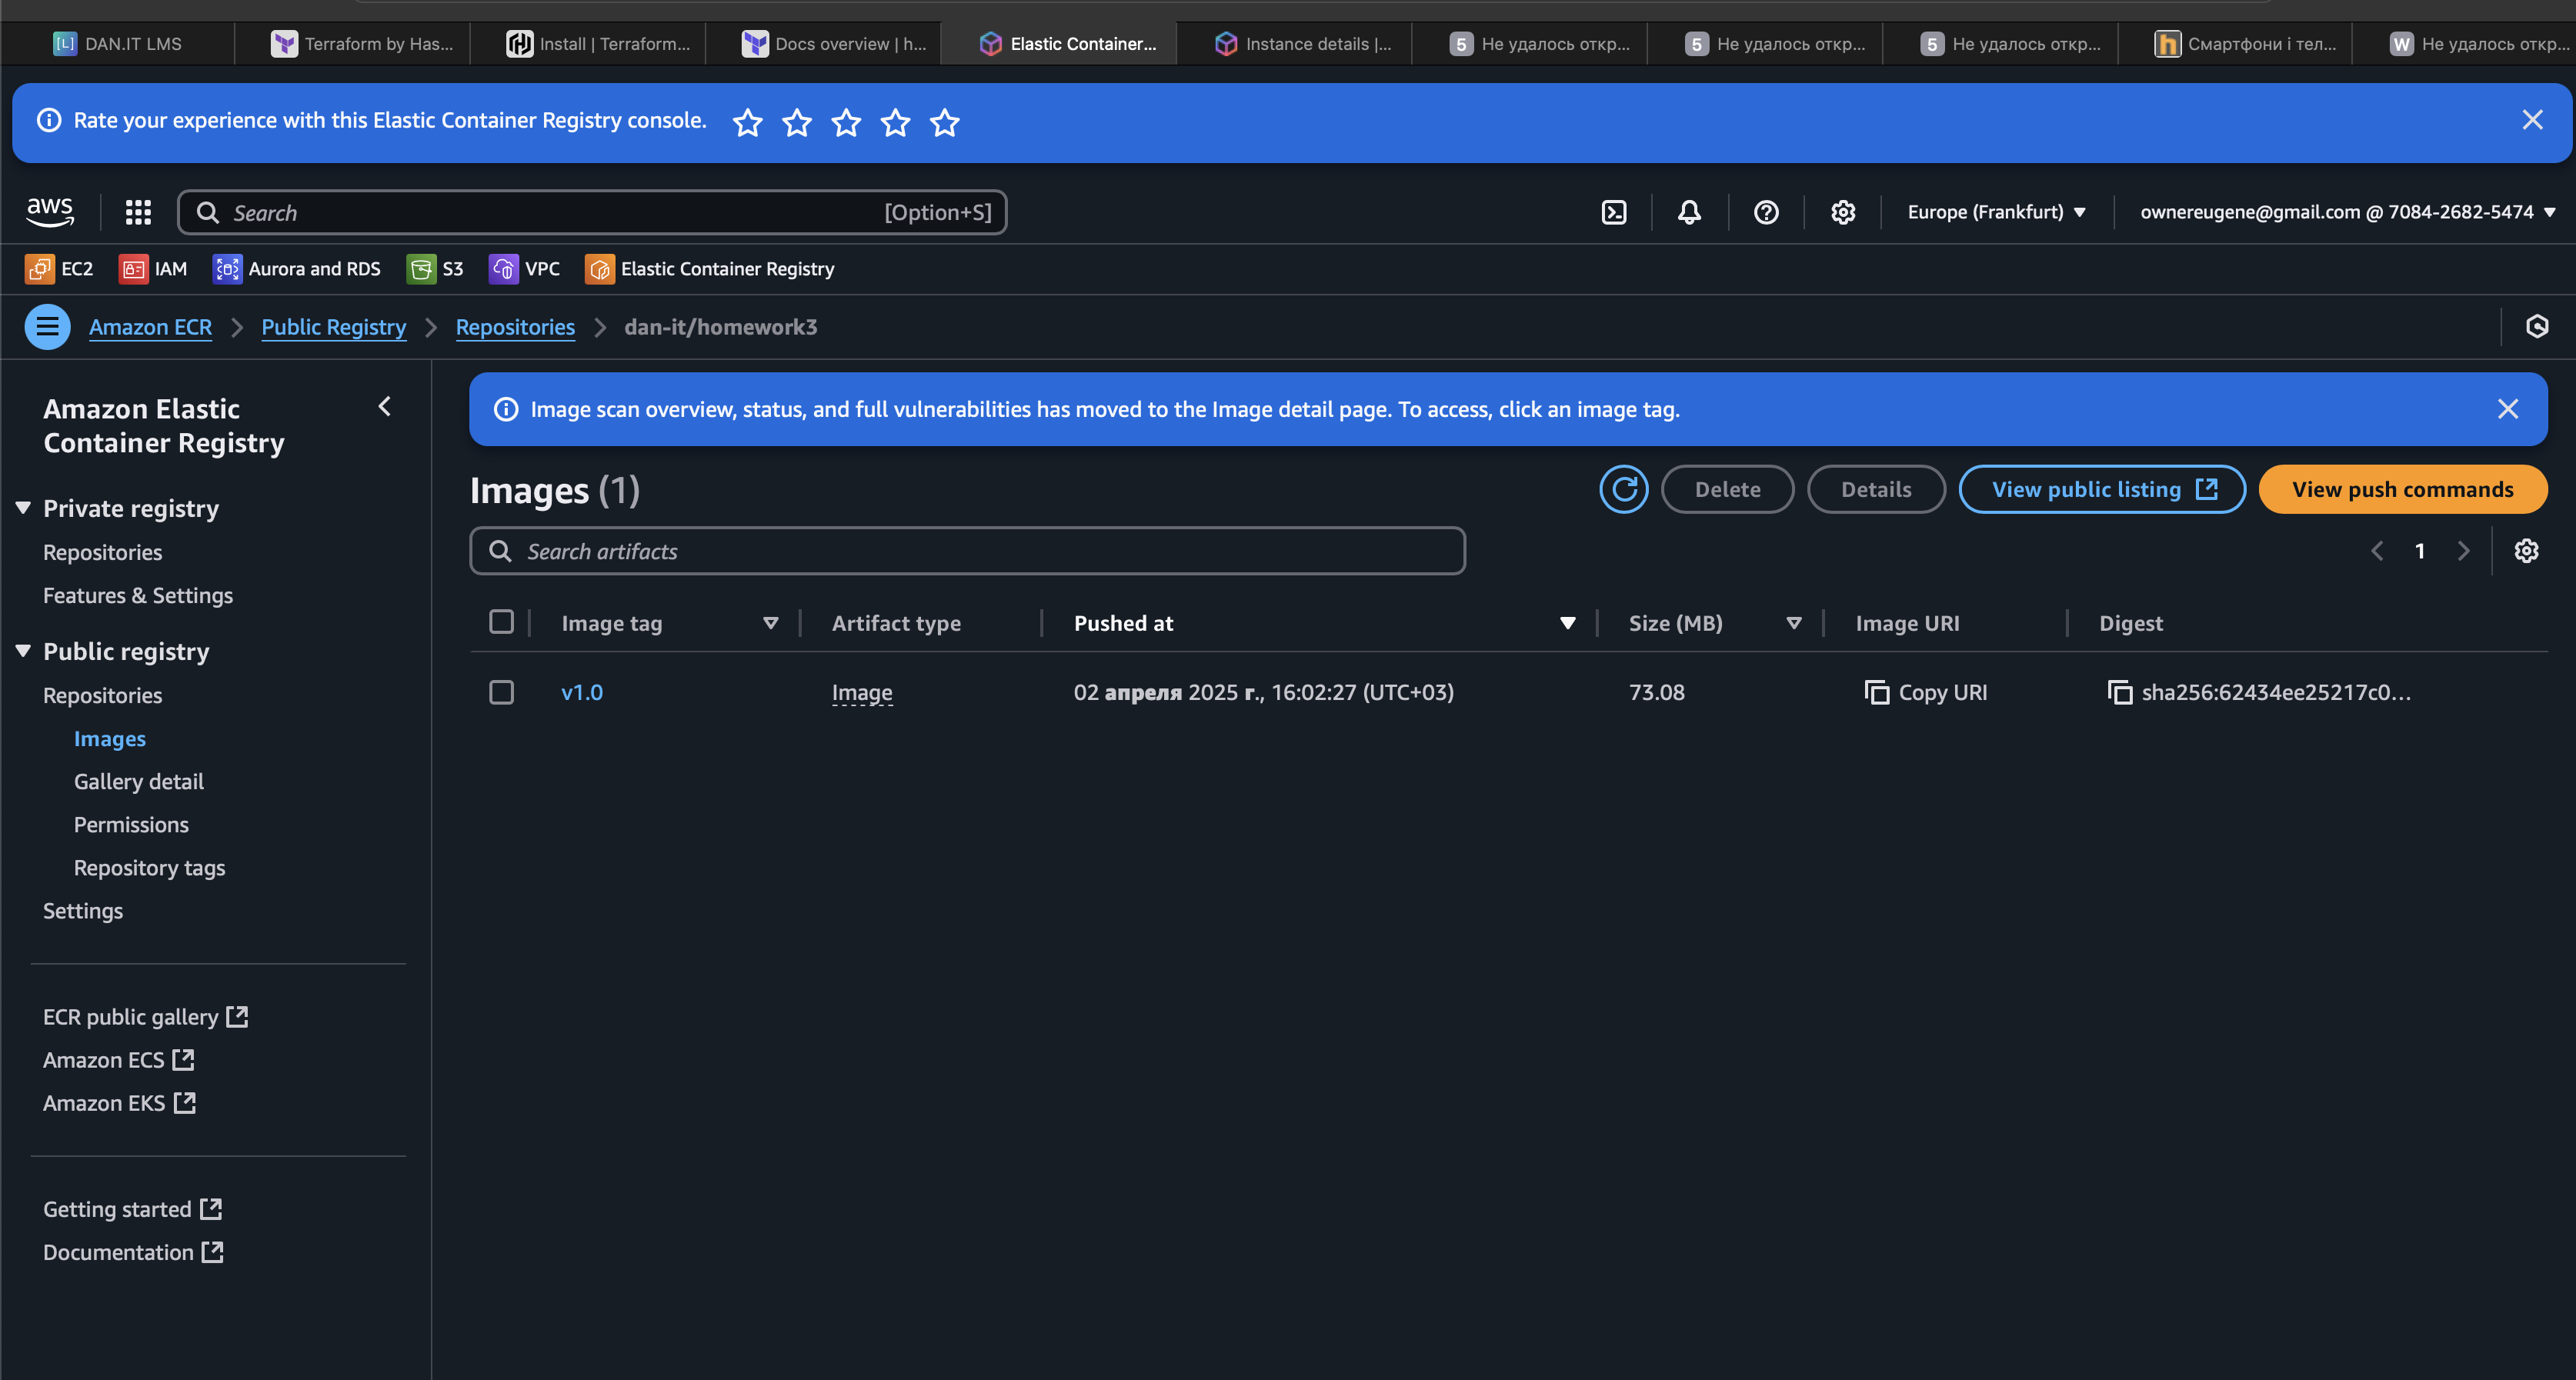 DAN.IT LMS
Terraform by Has...
Install | Terraform...
Docs overview | h...
Elastic Container...
Instance details |...
5 Не удалось откр...
5 Не удалось откр...
5 Не удалось откр...
Смартфони і тел...
W Не удалось откр...
Rate your experience with this Elastic Container Registry console.
aws
Search
[Option+S]
Europe (Frankfurt)
ownereugene@gmail.com @ 7084-2682-5474
EC2
IAM
Aurora and RDS
S3
VPC
Elastic Container Registry
Amazon ECR
Public Registry
Repositories
dan-it/homework3
Amazon Elastic
Container Registry
Private registry
Repositories
Features & Settings
Public registry
Repositories
Images
Gallery detail
Permissions
Repository tags
Settings
ECR public gallery
Amazon ECS
Amazon EKS
Getting started
Documentation
Image scan overview, status, and full vulnerabilities has moved to the Image detail page. To access, click an image tag.
Images (1)
Delete
Details
View public listing
View push commands
Search artifacts
1
Image tag
Artifact type
Pushed at
Size (MB)
Image URI
Digest
v1.0
Image
02 апреля 2025 г., 16:02:27 (UTC+03)
73.08
Copy URI
sha256:62434ee25217c0...